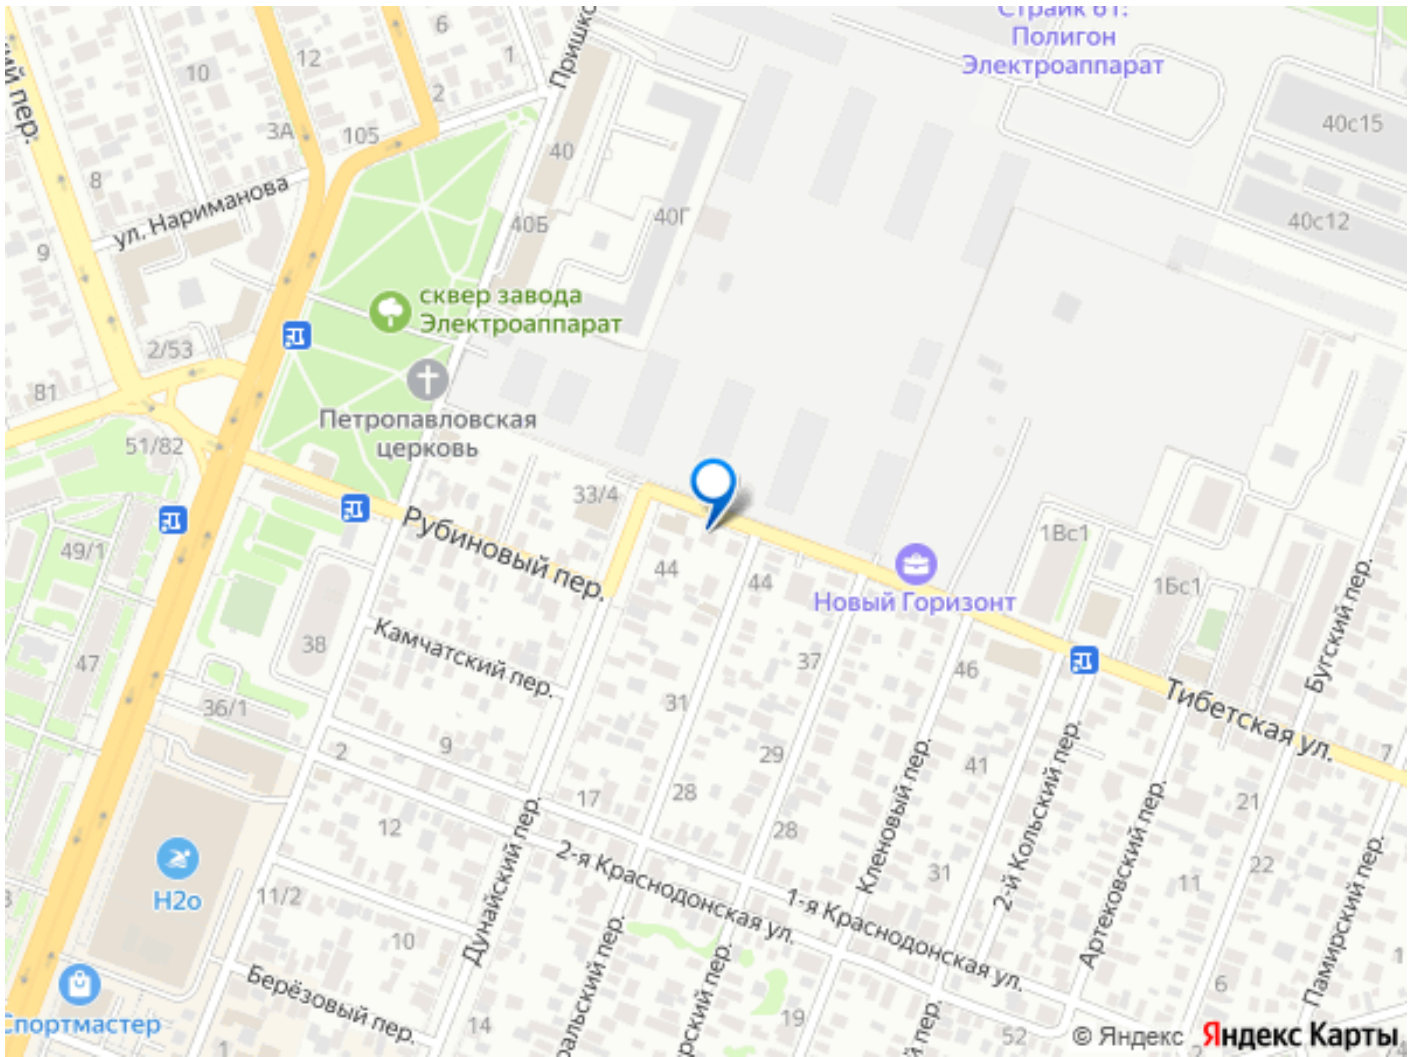 Страйк 61:
Полигон
Электроаппарат
6
12
1
10
2
3А
105
40
40с15
8
ул. Нариманова
40Б
40Г
40с12
9
сквер завода
Электроаппарат
2/53
81
Петропавловская
церковь
51/82
33/4
Рубиновый пер.
49/1
1Вс1
44
44
Новый Горизонт
1Бс1
Бугский пер.
Камчатский пер.
38
37
46
47
Тибетская ул.
36/1
31
9
2
29
7
Кленовый пер.
41
2-й Кольский пер.
17
28
21
12
28
Дунайский пер.
2-я Краснодонская ул.
Артековский пер.
22
Памирский пер.
Н2о
11/2
31
11
1-я Краснодонская ул.
10
1
Берёзовый пер.
6
Спортмастер
14
19
52
1
пер.
© Яндекс
Яндекс Карты